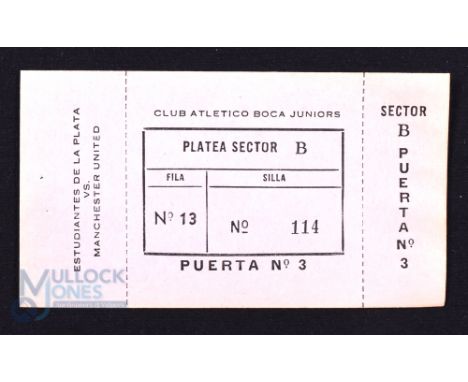 ESTUDIANTES DE LA PLATA
VS.
MANCHESTER UNITED
CLUB ATLETICO BOCA JUNIORS
PLATEA SECTOR B
FILA SILLA
Nº 13 Nº 114
PUERTA Nº 3
SECTOR
B
PUERTA
Nº
3
MULLOCK
JONES